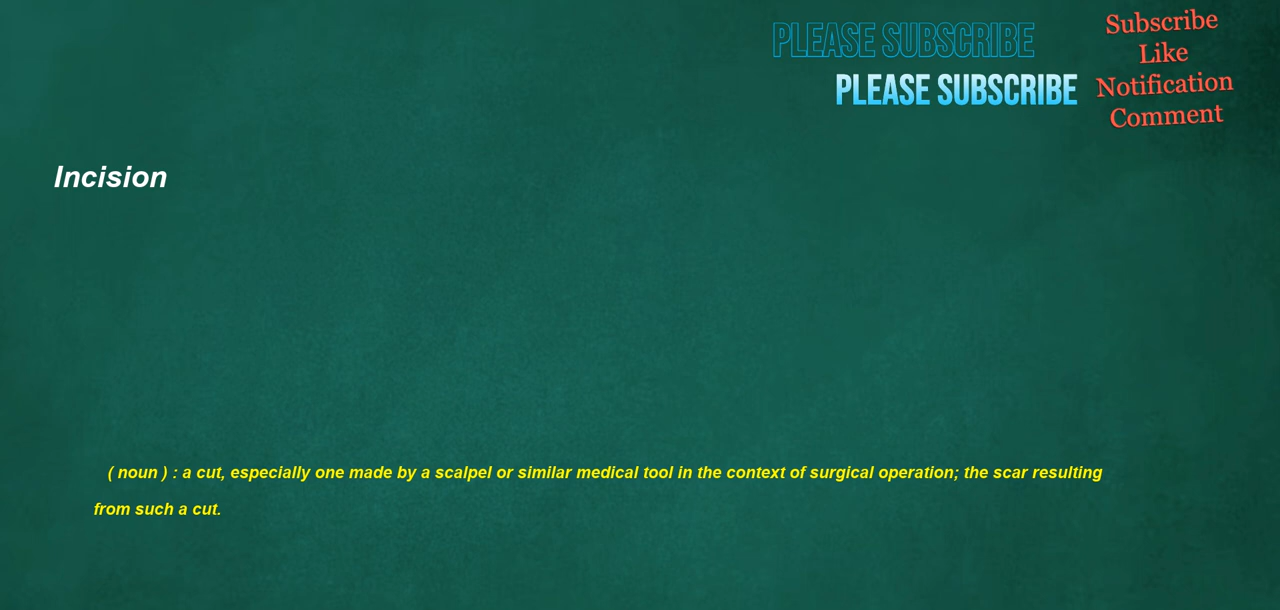 PLEASE SUBSCRIBE
PLEASE SUBSCRIBE
Subscribe
Like
Notification
Comment
Incision
( noun ) : a cut, especially one made by a scalpel or similar medical tool in the context of surgical operation; the scar resulting
from such a cut.